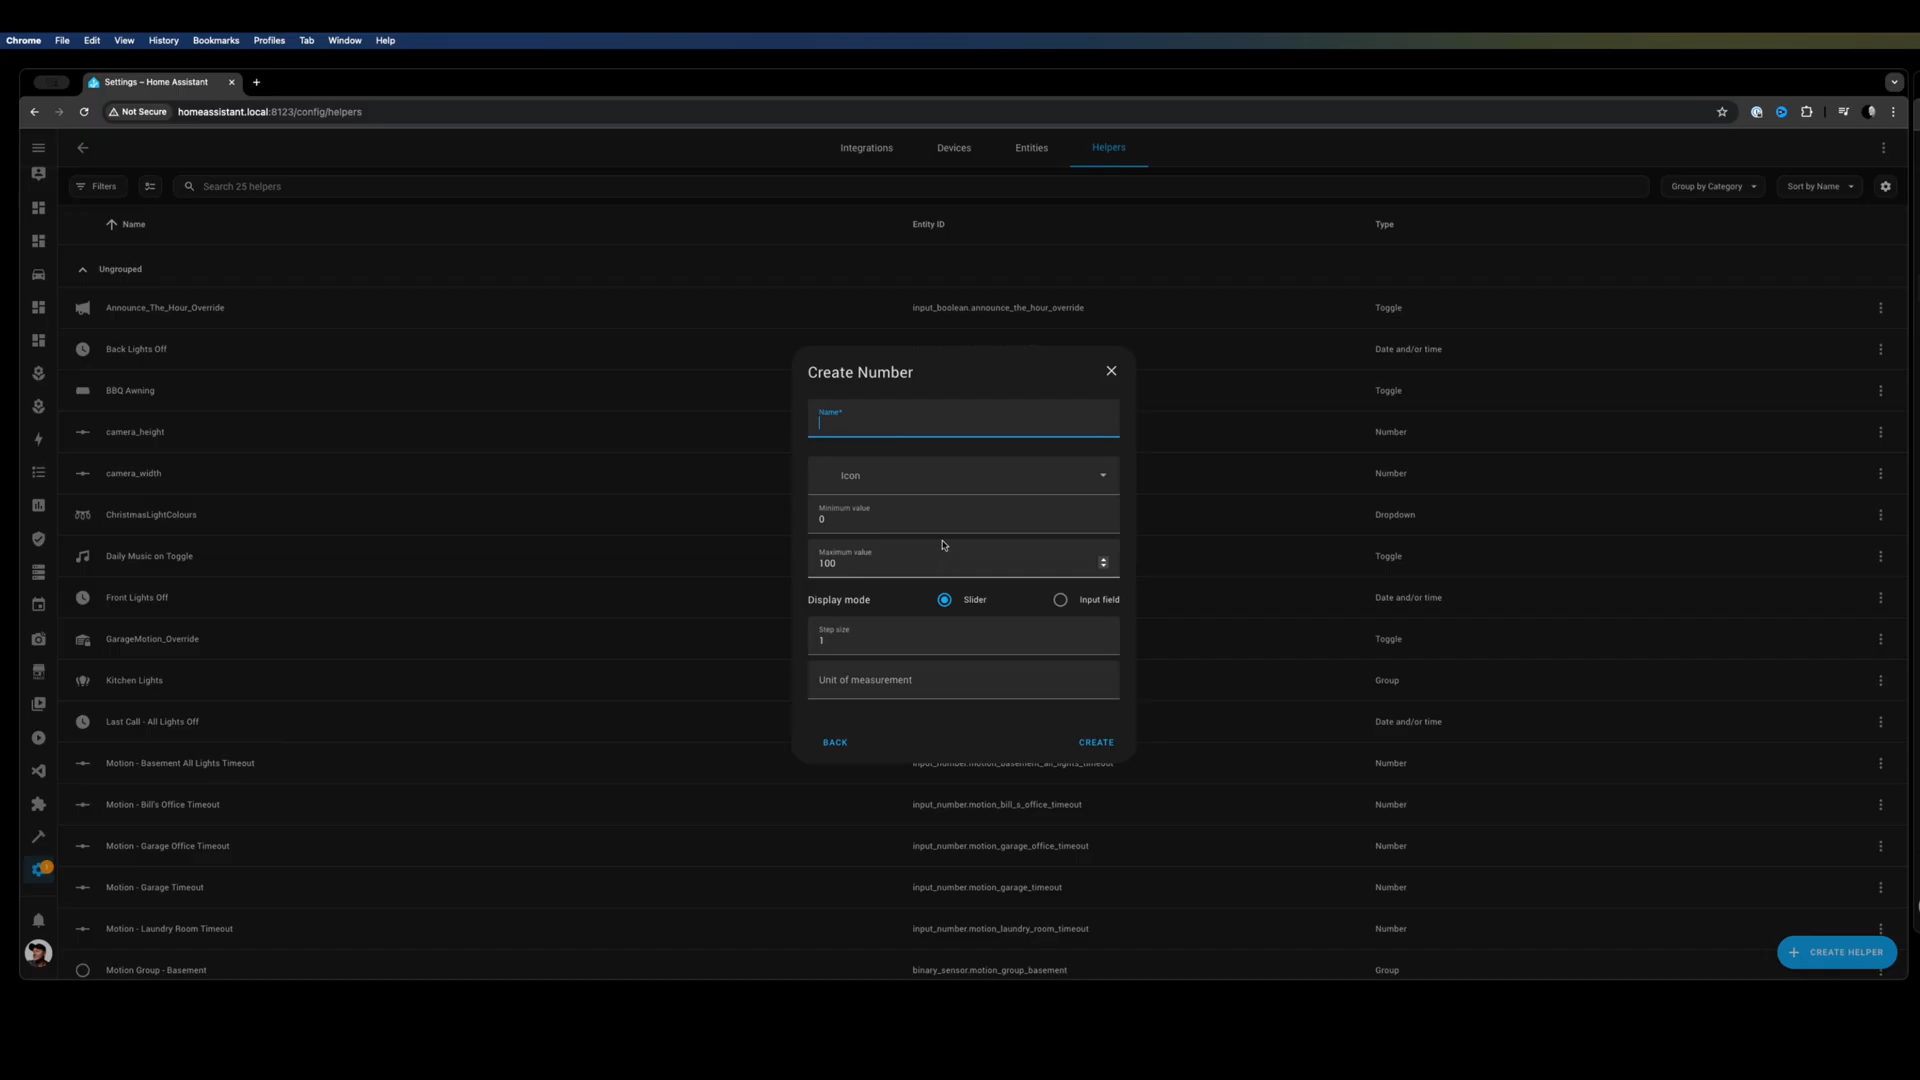 Chrome File Edit View History Bookmarks Profiles Tab Window Help
Settings – Home Assistant
Not Secure homeassistant.local:8123/config/helpers
Integrations Devices Entities Helpers
Filters Search 25 helpers Group by Category Sort by Name
Name Entity ID Type
Ungrouped
Announce_The_Hour_Override input_boolean.announce_the_hour_override Toggle
Back Lights Off Date and/or time
BBQ Awning Toggle
camera_height Number
camera_width Number
ChristmasLightColours Dropdown
Daily Music on Toggle Toggle
Front Lights Off Date and/or time
GarageMotion_Override Toggle
Kitchen Lights Group
Last Call - All Lights Off Date and/or time
Motion - Basement All Lights Timeout input_number.motion_basement_all_lights_timeout Number
Motion - Bill's Office Timeout input_number.motion_bill_s_office_timeout Number
Motion - Garage Office Timeout input_number.motion_garage_office_timeout Number
Motion - Garage Timeout input_number.motion_garage_timeout Number
Motion - Laundry Room Timeout input_number.motion_laundry_room_timeout Number
Motion Group - Basement binary_sensor.motion_group_basement Group
Create Number
Name*
Icon
Minimum value
0
Maximum value
100
Display mode Slider Input field
Step size
1
Unit of measurement
BACK CREATE
1
CREATE HELPER